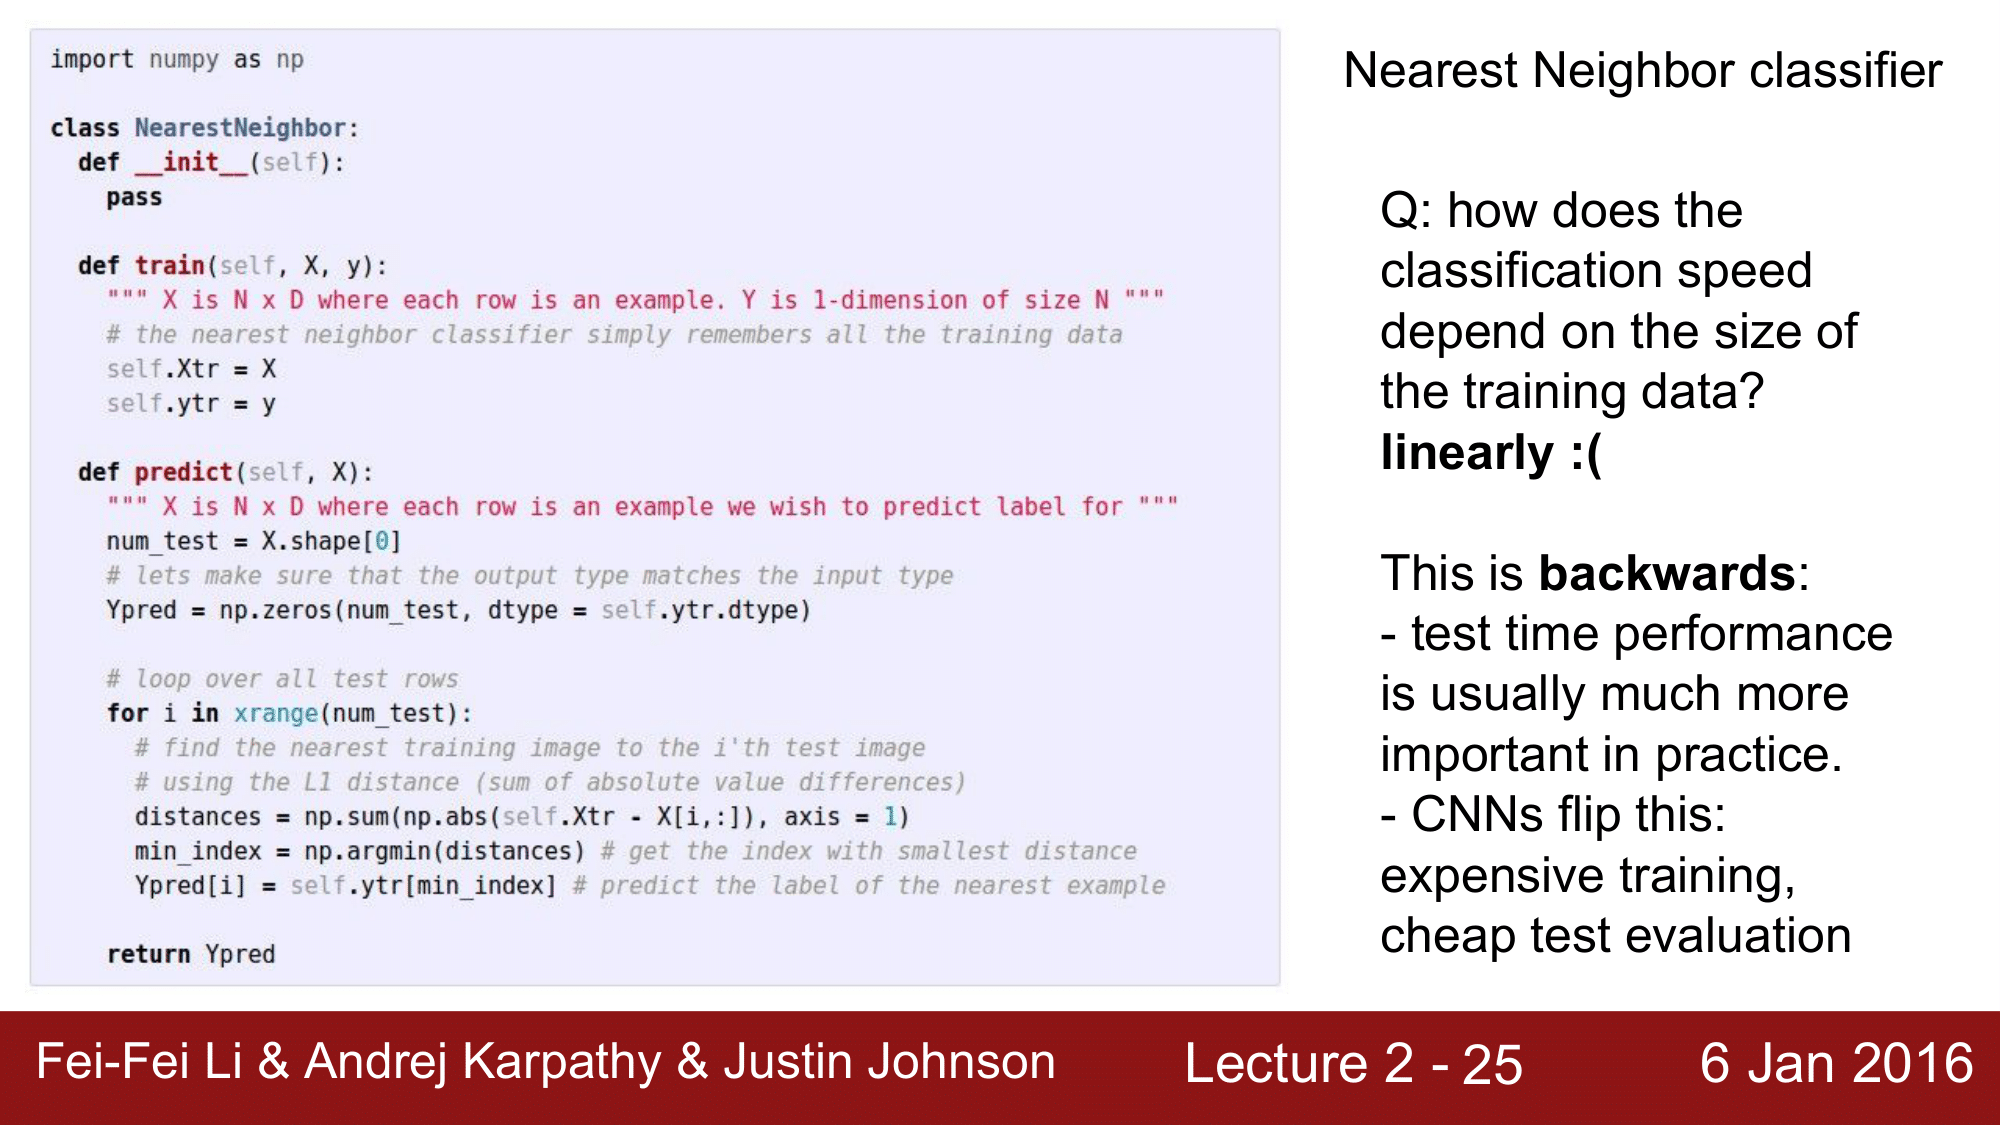 import numpy as np
class NearestNeighbor:
def __init__(self):
pass
def train(self, X, y):
""" X is N x D where each row is an example. Y is 1-dimension of size N """
# the nearest neighbor classifier simply remembers all the training data
self.Xtr = X
self.ytr = y
def predict(self, X):
""" X is N x D where each row is an example we wish to predict label for """
num_test = X.shape[0]
# lets make sure that the output type matches the input type
Ypred = np.zeros(num_test, dtype = self.ytr.dtype)
# loop over all test rows
for i in xrange(num_test):
# find the nearest training image to the i'th test image
# using the L1 distance (sum of absolute value differences)
distances = np.sum(np.abs(self.Xtr - X[i,:]), axis = 1)
min_index = np.argmin(distances) # get the index with smallest distance
Ypred[i] = self.ytr[min_index] # predict the label of the nearest example
return Ypred
Nearest Neighbor classifier
Q: how does the
classification speed
depend on the size of
the training data?
linearly :(
This is backwards:
- test time performance
is usually much more
important in practice.
- CNNs flip this:
expensive training,
cheap test evaluation
Fei-Fei Li & Andrej Karpathy & Justin Johnson
Lecture 2 - 25
6 Jan 2016